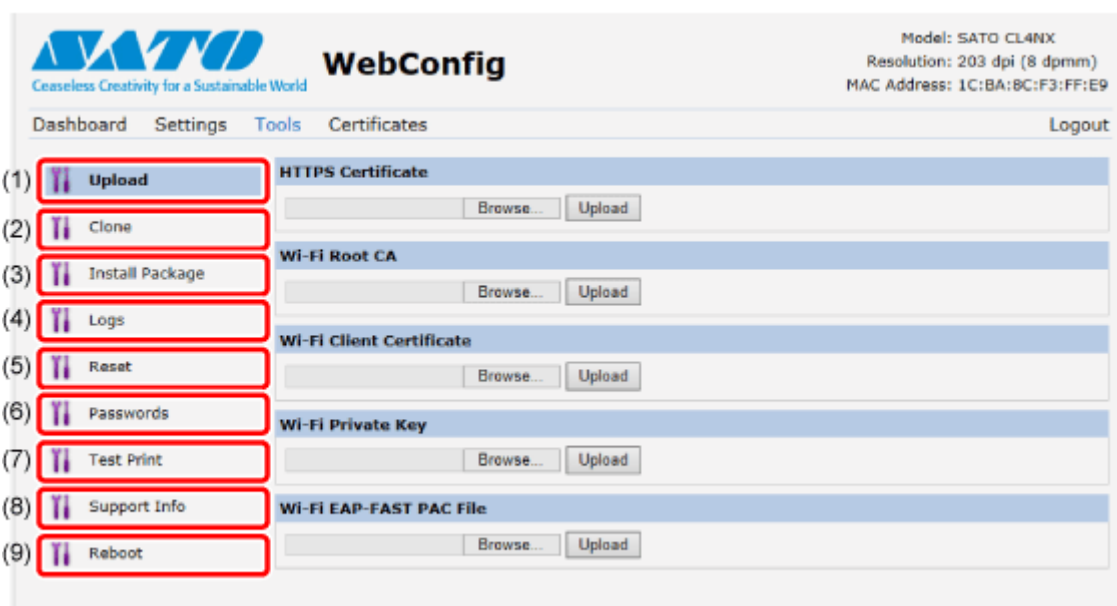 SATO
Ceaseless Creativity for a Sustainable World
WebConfig
Model: SATO CL4NX
Resolution: 203 dpi (8 dpmm)
MAC Address: 1C:BA:8C:F3:FF:E9
Dashboard Settings Tools Certificates Logout
(1) Upload
(2) Clone
(3) Install Package
(4) Logs
(5) Reset
(6) Passwords
(7) Test Print
(8) Support Info
(9) Reboot
HTTPS Certificate
Browse... Upload
Wi-Fi Root CA
Browse... Upload
Wi-Fi Client Certificate
Browse... Upload
Wi-Fi Private Key
Browse... Upload
Wi-Fi EAP-FAST PAC File
Browse... Upload